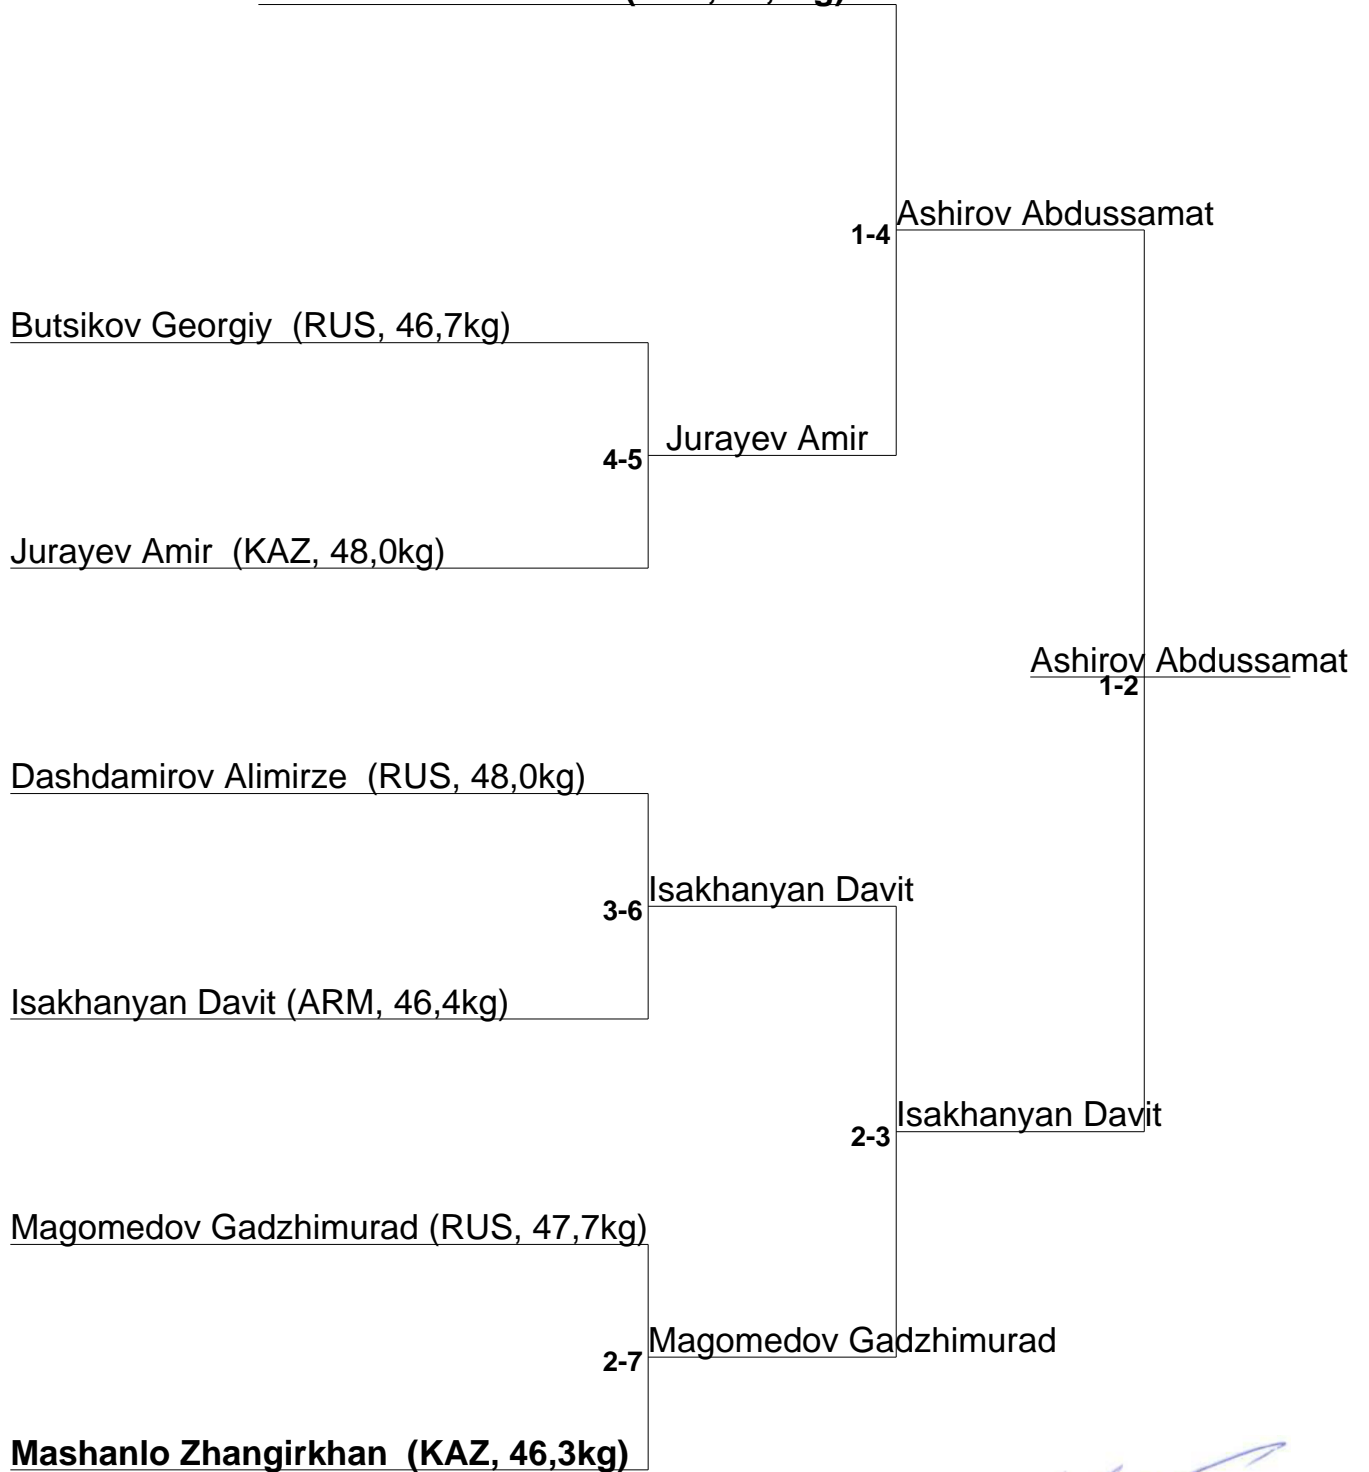 Ashirov Abdussamat
1-4
Butsikov Georgiy (RUS, 46,7kg)
Jurayev Amir
4-5
Jurayev Amir (KAZ, 48,0kg)
Ashirov Abdussamat
1-2
Dashdamirov Alimirze (RUS, 48,0kg)
Isakhanyan Davit
3-6
Isakhanyan Davit (ARM, 46,4kg)
Isakhanyan Davit
2-3
Magomedov Gadzhimurad (RUS, 47,7kg)
Magomedov Gadzhimurad
2-7
Mashanlo Zhangirkhan (KAZ, 46,3kg)